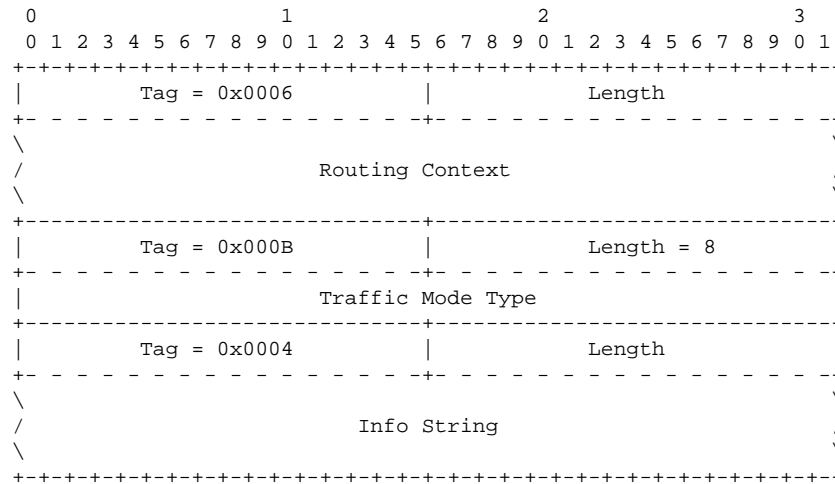 0                   1                   2                   3
 0 1 2 3 4 5 6 7 8 9 0 1 2 3 4 5 6 7 8 9 0 1 2 3 4 5 6 7 8 9 0 1
+-+-+-+-+-+-+-+-+-+-+-+-+-+-+-+-+-+-+-+-+-+-+-+-+-+-+-+-+-+-+-+-
|         Tag = 0x0006          |            Length
+- - - - - - - - - - - - - - - -+- - - - - - - - - - - - - - - --
\                                                               \
/                       Routing Context                         /
\                                                               \
+-------------------------------+--------------------------------
|         Tag = 0x000B          |            Length = 8
+- - - - - - - - - - - - - - - -+- - - - - - - - - - - - - - - --
|                       Traffic Mode Type
+-------------------------------+--------------------------------
|         Tag = 0x0004          |            Length
+- - - - - - - - - - - - - - - -+- - - - - - - - - - - - - - - --
\                                                               \
/                          Info String                          /
\                                                               \
+-+-+-+-+-+-+-+-+-+-+-+-+-+-+-+-+-+-+-+-+-+-+-+-+-+-+-+-+-+-+-+-